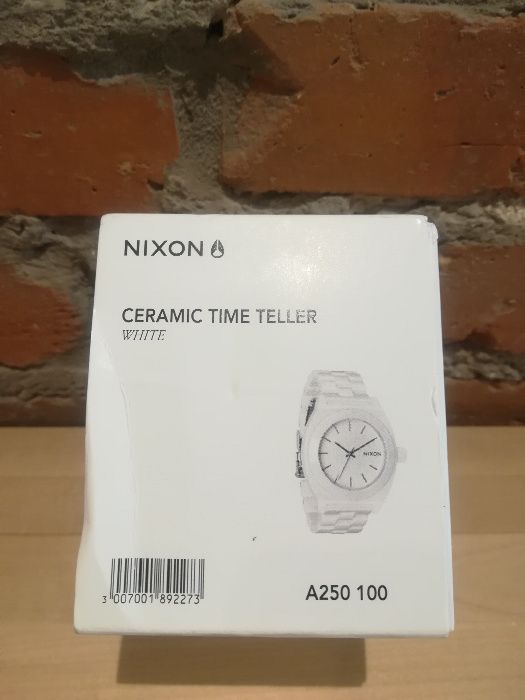 NIXON
CERAMIC TIME TELLER
WHITE
NIXON
3 007001 892273
A250 100